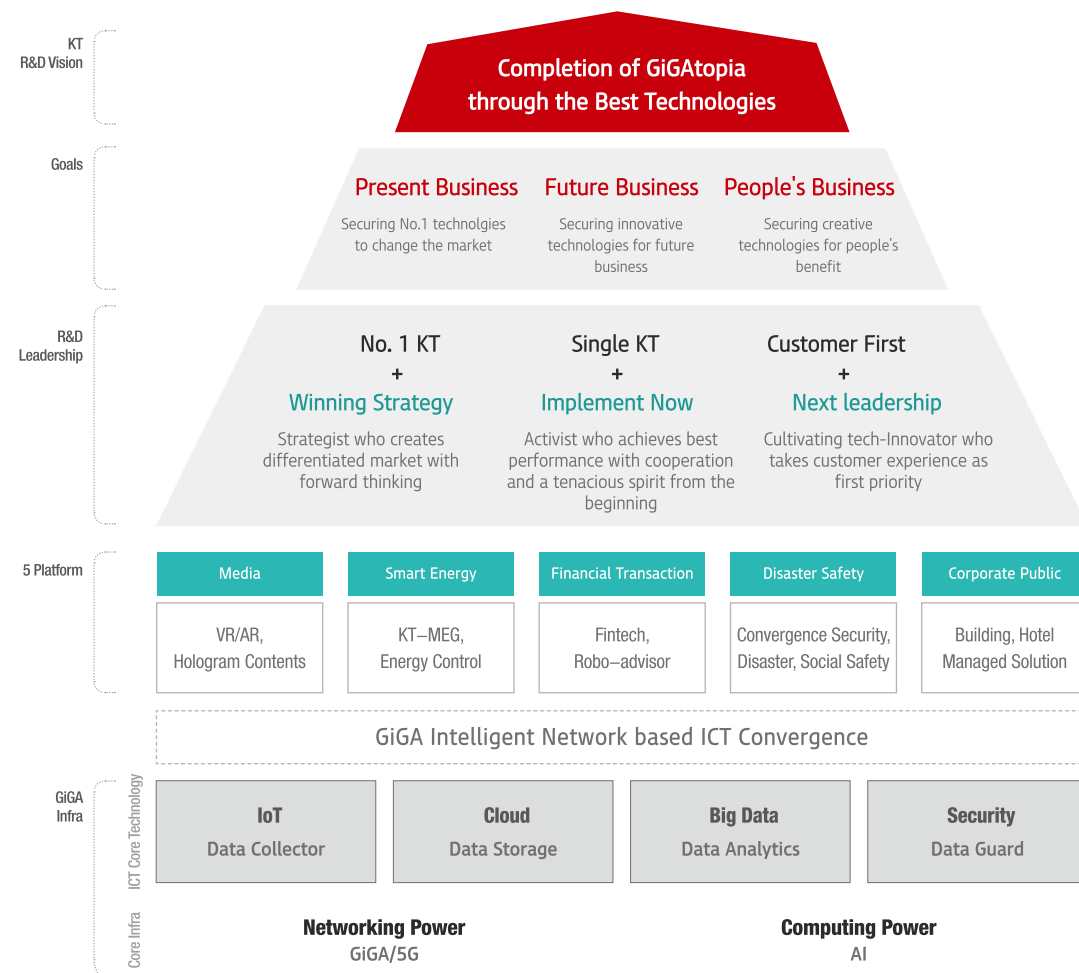 KT
R&D Vision
Completion of GiGAtopia
through the Best Technologies
Goals
Present Business
Securing No.1 technolgies
to change the market
Future Business
Securing innovative
technologies for future
business
People's Business
Securing creative
technologies for people's
benefit
R&D
Leadership
No. 1 KT
+
Winning Strategy
Strategist who creates
differentiated market with
forward thinking
Single KT
+
Implement Now
Activist who achieves best
performance with cooperation
and a tenacious spirit from the
beginning
Customer First
+
Next leadership
Cultivating tech-Innovator who
takes customer experience as
first priority
5 Platform
Media
VR/AR,
Hologram Contents
Smart Energy
KT–MEG,
Energy Control
Financial Transaction
Fintech,
Robo–advisor
Disaster Safety
Convergence Security,
Disaster, Social Safety
Corporate Public
Building, Hotel
Managed Solution
GiGA Intelligent Network based ICT Convergence
GiGA
Infra
ICT Core Technology
IoT
Data Collector
Cloud
Data Storage
Big Data
Data Analytics
Security
Data Guard
Core Infra
Networking Power
GiGA/5G
Computing Power
AI